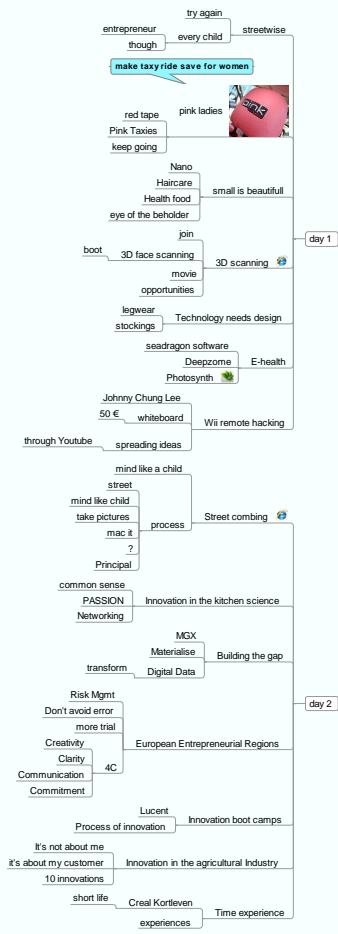 try again
entrepreneur
every child
streetwise
though
make taxy ride save for women
pink ladies
pink
red tape
Pink Taxies
keep going
Nano
Haircare
small is beautifull
Health food
eye of the beholder
day 1
join
boot
3D face scanning
3D scanning
movie
opportunities
legwear
Technology needs design
stockings
seadragon software
Deepzome
E-health
Photosynth
Johnny Chung Lee
50 €
whiteboard
Wii remote hacking
through Youtube
spreading ideas
mind like a child
street
mind like child
take pictures
process
Street combing
mac it
?
Principal
common sense
PASSION
Innovation in the kitchen science
Networking
MGX
Materialise
Building the gap
transform
Digital Data
day 2
Risk Mgmt
Don't avoid error
more trial
European Entrepreneurial Regions
Creativity
Clarity
4C
Communication
Commitment
Lucent
Innovation boot camps
Process of innovation
It's not about me
it's about my customer
Innovation in the agricultural Industry
10 innovations
short life
Creal Kortleven
Time experience
experiences